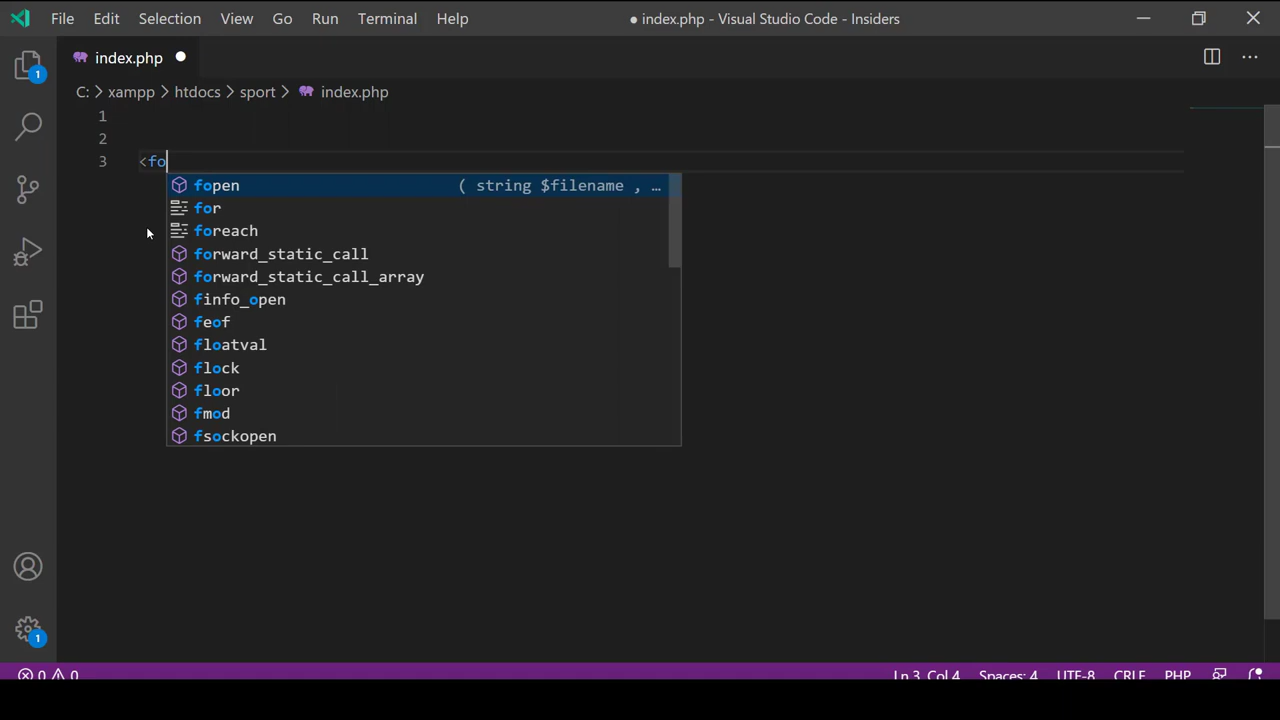 File Edit Selection View Go Run Terminal Help ● index.php - Visual Studio Code - Insiders
index.php
1
C: > xampp > htdocs > sport > index.php
1
2
3 <fo
fopen ( string $filename , …
for
foreach
forward_static_call
forward_static_call_array
finfo_open
feof
floatval
flock
floor
fmod
fsockopen
1
0 0 Ln 3, Col 4 Spaces: 4 UTF-8 CRLF PHP